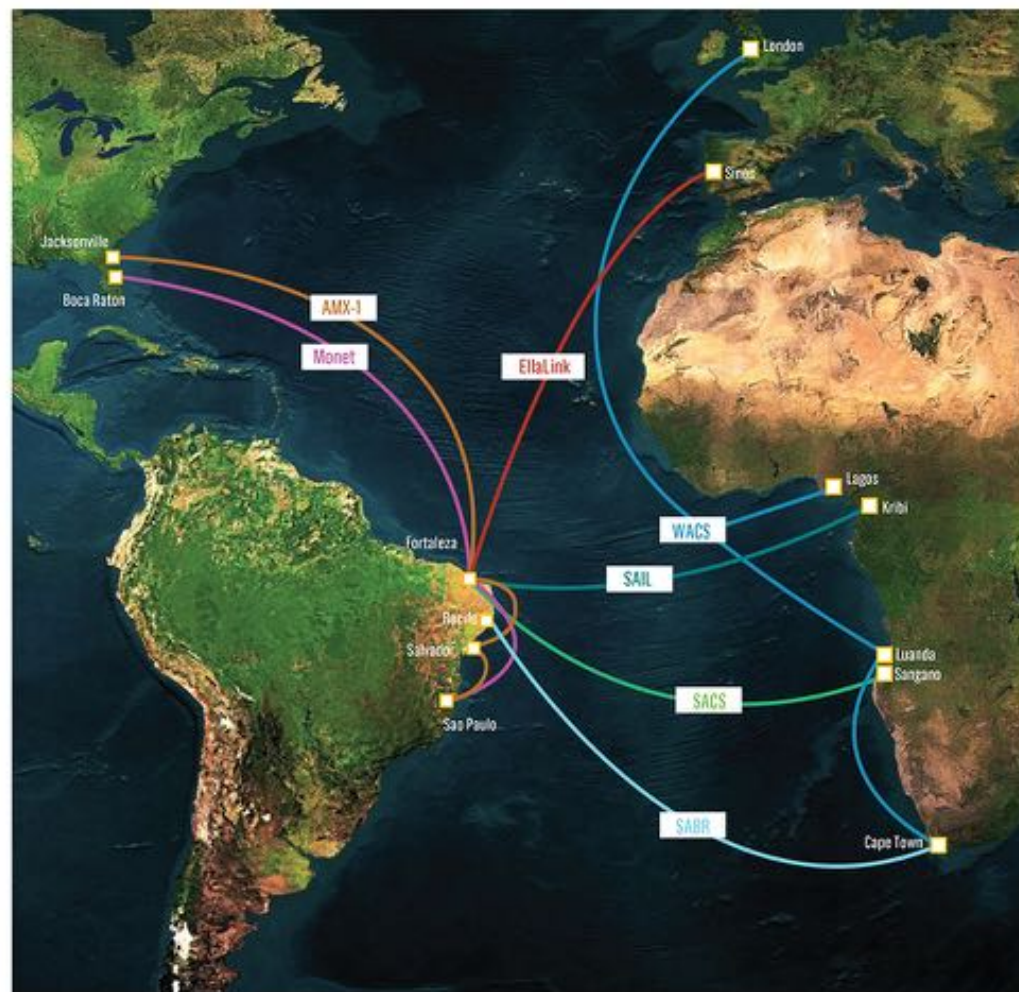 London
Sines
Jacksonville
Boca Raton
AMX-1
Monet
EllaLink
Lagos
Kribi
WACS
Fortaleza
SAIL
Recife
Salvador
Luanda
Sangano
SACS
Sao Paulo
SABR
Cape Town